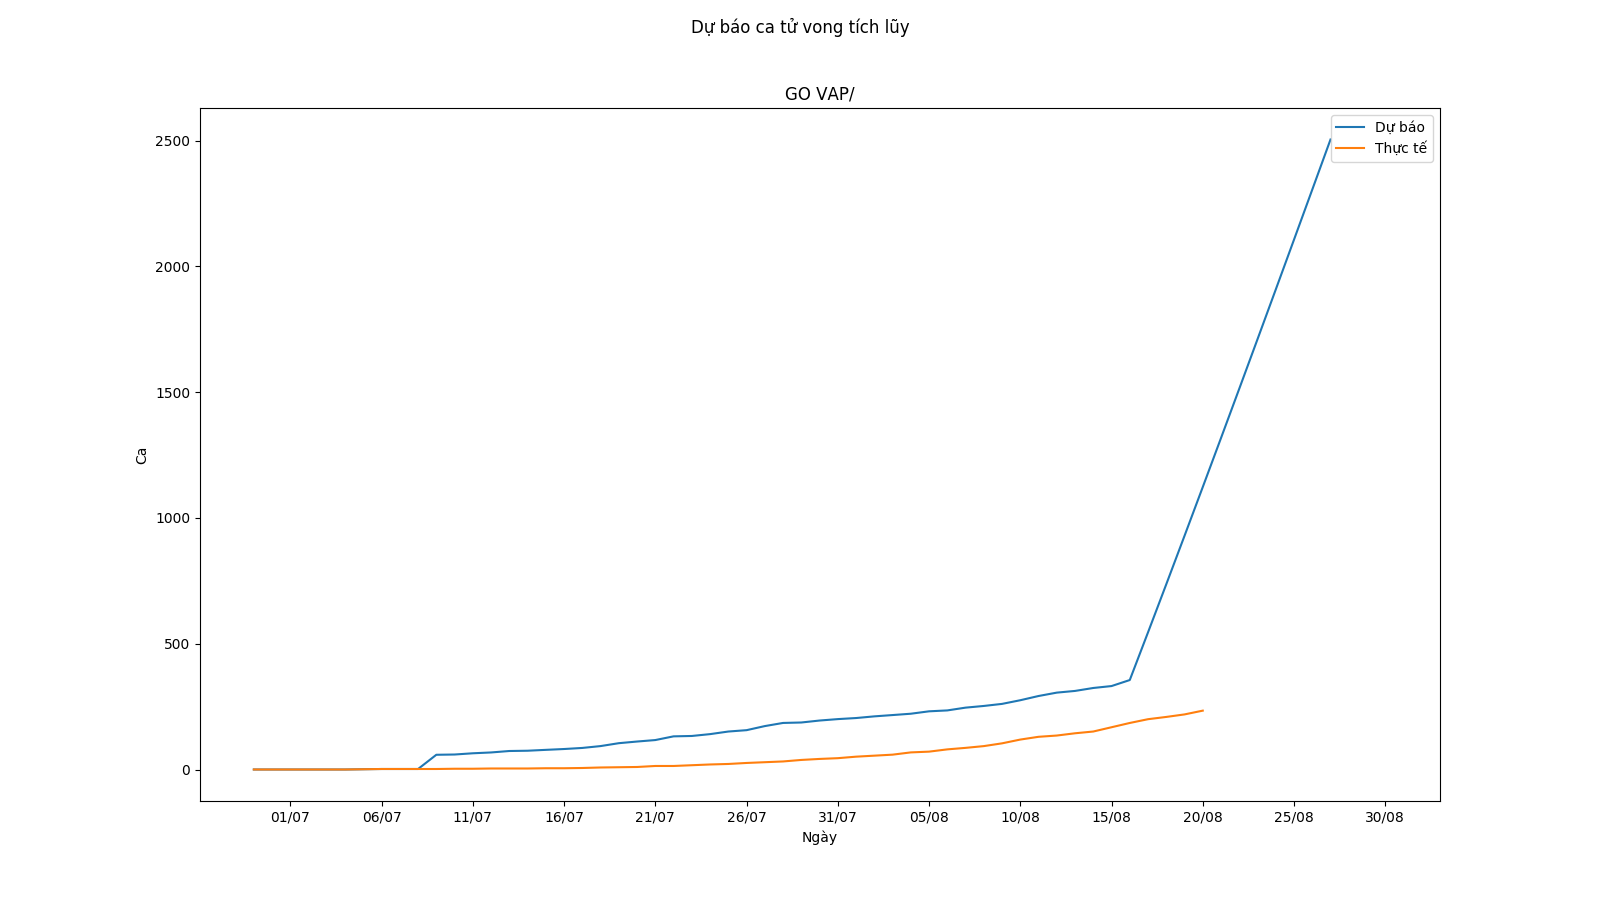 Dự báo ca tử vong tích lũy
GO VAP/
Dự báo
Thực tế
2500
2000
1500
1000
500
0
Ca
01/07 06/07 11/07 16/07 21/07 26/07 31/07 05/08 10/08 15/08 20/08 25/08 30/08
Ngày